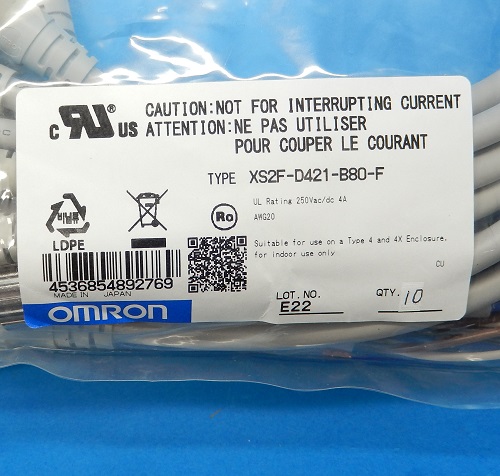 CAUTION:NOT FOR INTERRUPTING CURRENT
c RU ® US ATTENTION:NE PAS UTILISER
POUR COUPER LE COURANT
TYPE XS2F-D421-B80-F
UL Rating 250Vac/dc 4A
AWG20
Ro
LDPE
Suitable for use on a Type 4 and 4X Enclosure.
for indoor use only
CU
4536854892769
MADE IN JAPAN
OMRON
LOT.NO. E22
QTY. 10